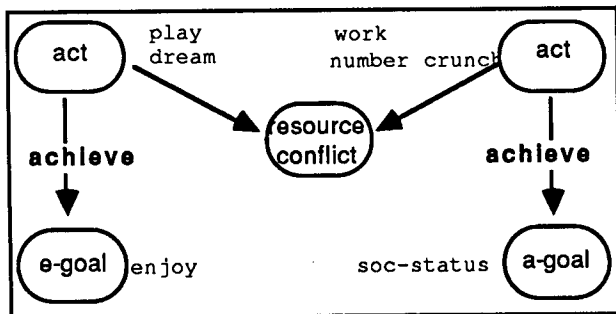 act
play
dream
work
number crunch
act
resource
conflict
achieve
achieve
e-goal
enjoy
soc-status
a-goal